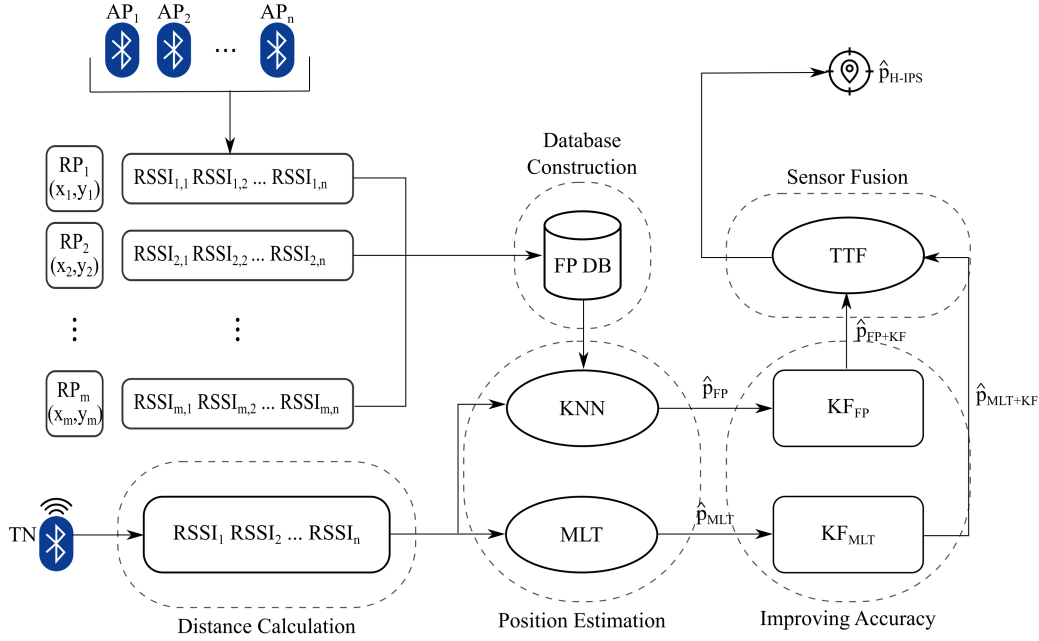 AP₁ AP₂ ... APₙ
p̂H-IPS
Database
Construction
Sensor Fusion
RP₁
(x₁,y₁)
RSSI₁,₁ RSSI₁,₂ ... RSSI₁,ₙ
RP₂
(x₂,y₂)
RSSI₂,₁ RSSI₂,₂ ... RSSI₂,ₙ
FP DB
TTF
⋮ ⋮
p̂FP+KF
RPₘ
(xₘ,yₘ)
RSSIₘ,₁ RSSIₘ,₂ ... RSSIₘ,ₙ
KNN
p̂FP
KFFP
p̂MLT+KF
TN
RSSI₁ RSSI₂ ... RSSIₙ
MLT
p̂MLT
KFMLT
Distance Calculation
Position Estimation
Improving Accuracy